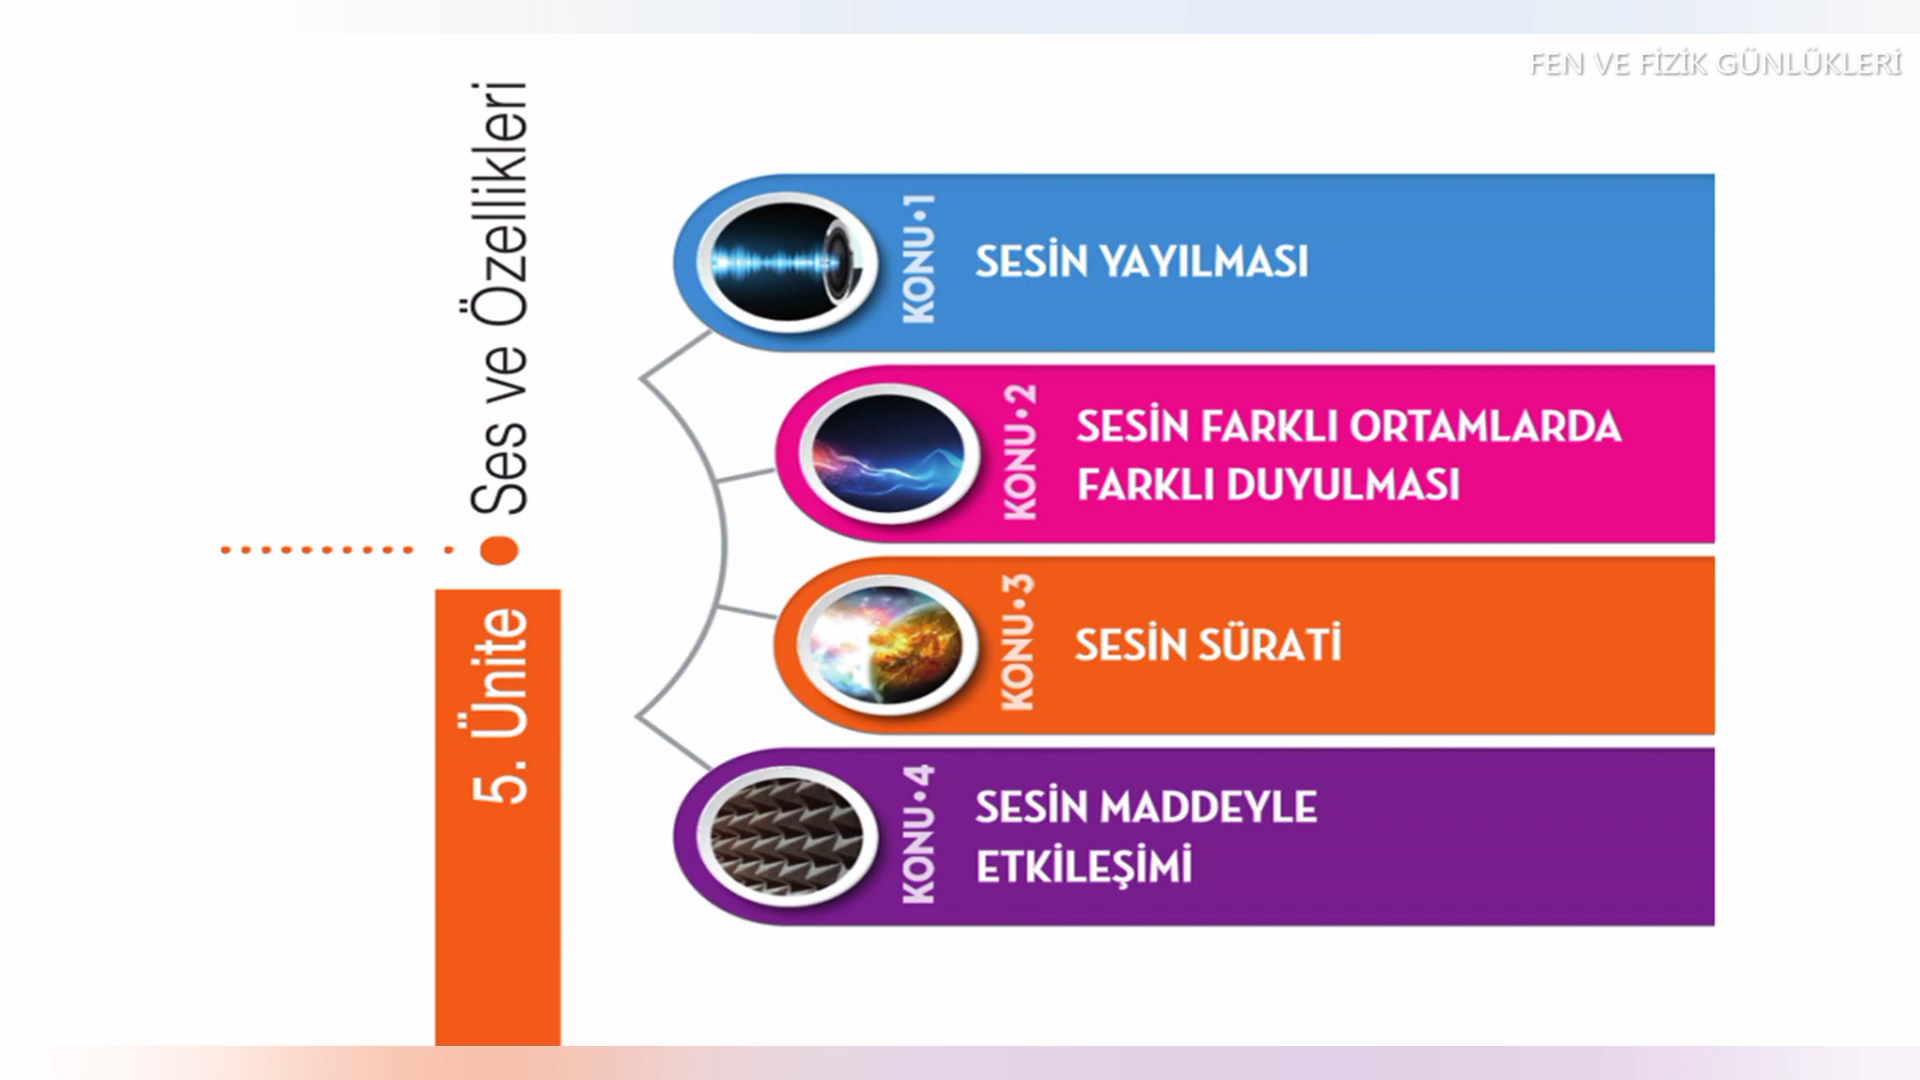 FEN VE FİZİK GÜNLÜKLERİ
5. Ünite
Ses ve Özellikleri
KONU•1
SESİN YAYILMASI
KONU•2
SESİN FARKLI ORTAMLARDA
FARKLI DUYULMASI
KONU•3
SESİN SÜRATİ
KONU•4
SESİN MADDEYLE
ETKİLEŞİMİ